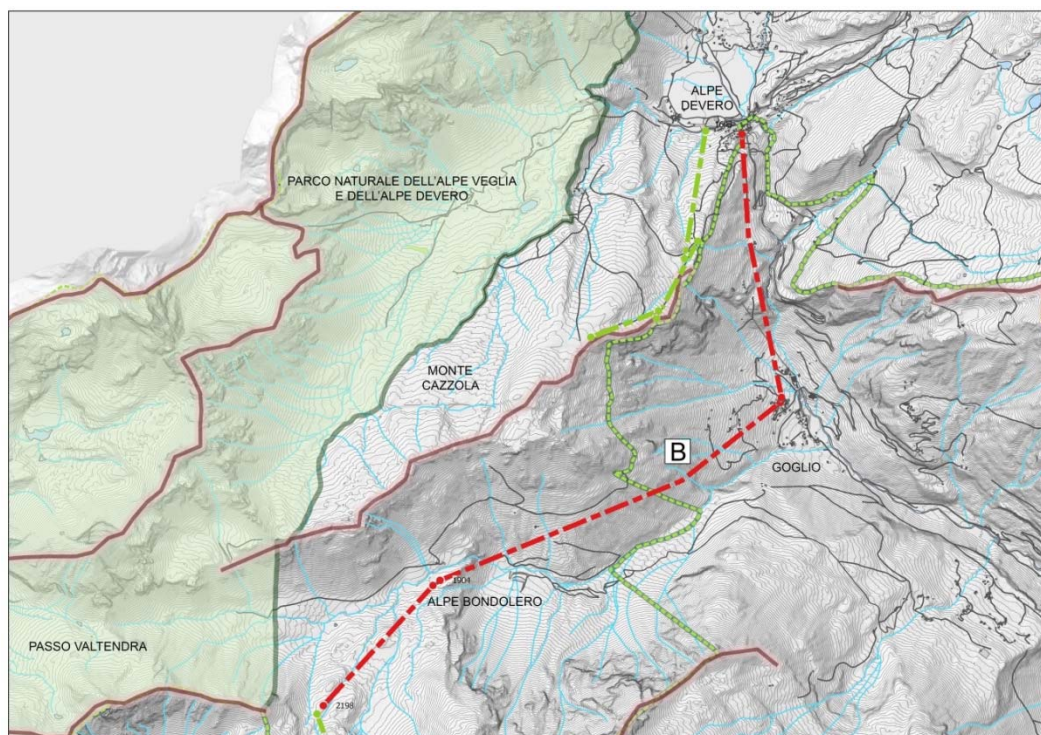 ALPE
DEVERO
PARCO NATURALE DELL'ALPE VEGLIA
E DELL'ALPE DEVERO
MONTE
CAZZOLA
B
GOGLIO
1904
ALPE BONDOLERO
PASSO VALTENDRA
2198